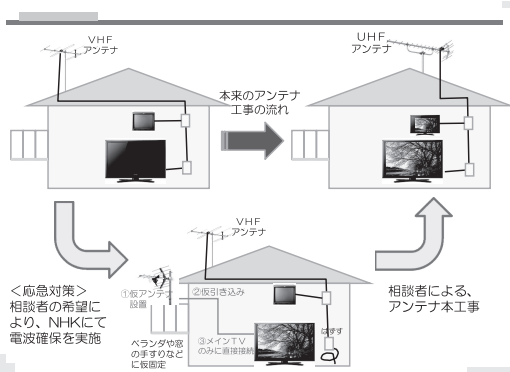 ＶＨＦ
アンテナ
ＵＨＦ
アンテナ
本来のアンテナ
工事の流れ
ＶＨＦ
アンテナ
＜応急対策＞
相談者の希望に
より、NHKにて
電波確保を実施
①仮アンテナ
設置
②仮引き込み
③メインＴＶ
のみに直接接続
はずす
ベランダや窓
の手すりなど
に仮固定
相談者による、
アンテナ本工事